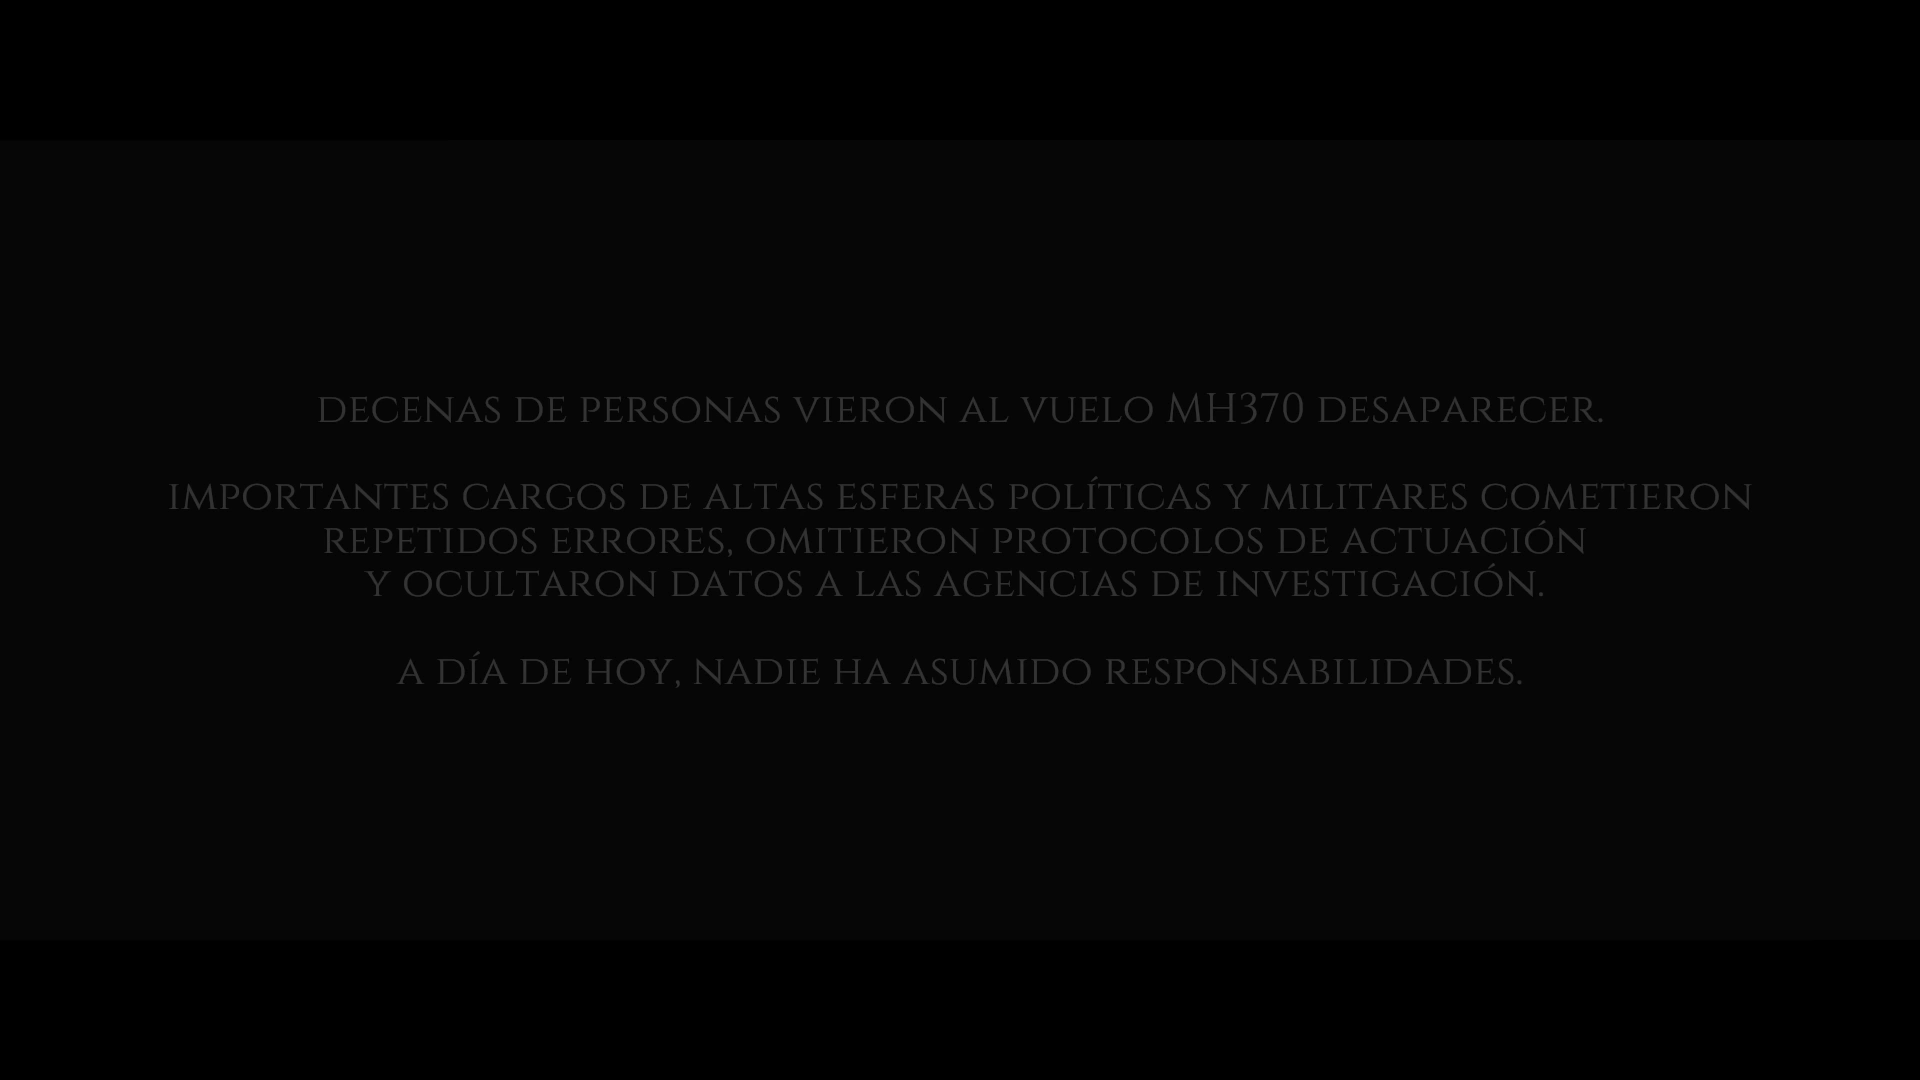 DECENAS DE PERSONAS VIERON AL VUELO MH370 DESAPARECER.
IMPORTANTES CARGOS DE ALTAS ESFERAS POLÍTICAS Y MILITARES COMETIERON
REPETIDOS ERRORES, OMITIERON PROTOCOLOS DE ACTUACIÓN
Y OCULTARON DATOS A LAS AGENCIAS DE INVESTIGACIÓN.
A DÍA DE HOY, NADIE HA ASUMIDO RESPONSABILIDADES.